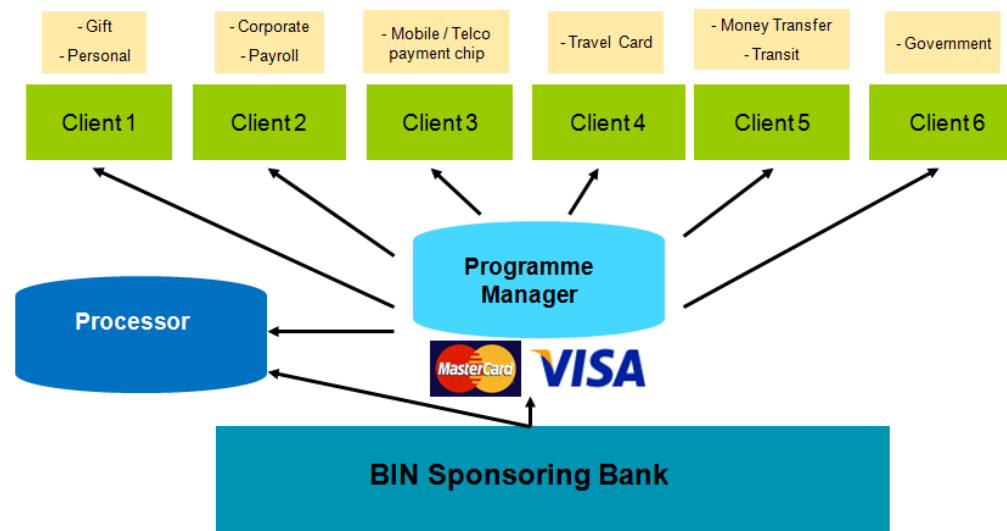 - Gift
- Personal
- Corporate
- Payroll
- Mobile / Telco
payment chip
- Travel Card
- Money Transfer
- Transit
- Government
Client 1
Client 2
Client 3
Client 4
Client 5
Client 6
Programme
Manager
Processor
MasterCard
VISA
BIN Sponsoring Bank